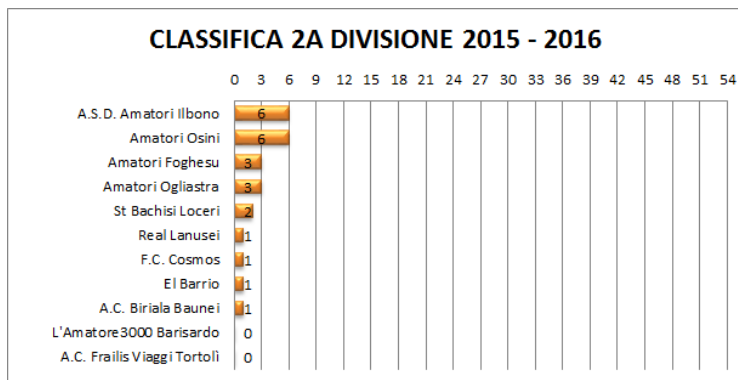 CLASSIFICA 2A DIVISIONE 2015 - 2016
0 3 6 9 12 15 18 21 24 27 30 33 36 39 42 45 48 51 54
A.S.D. Amatori Ilbono 6
Amatori Osini 6
Amatori Foghesu 3
Amatori Ogliastra 3
St Bachisi Loceri 2
Real Lanusei 1
F.C. Cosmos 1
El Barrio 1
A.C. Biriala Baunei 1
L'Amatore3000 Barisardo 0
A.C. Frailis Viaggi Tortolì 0